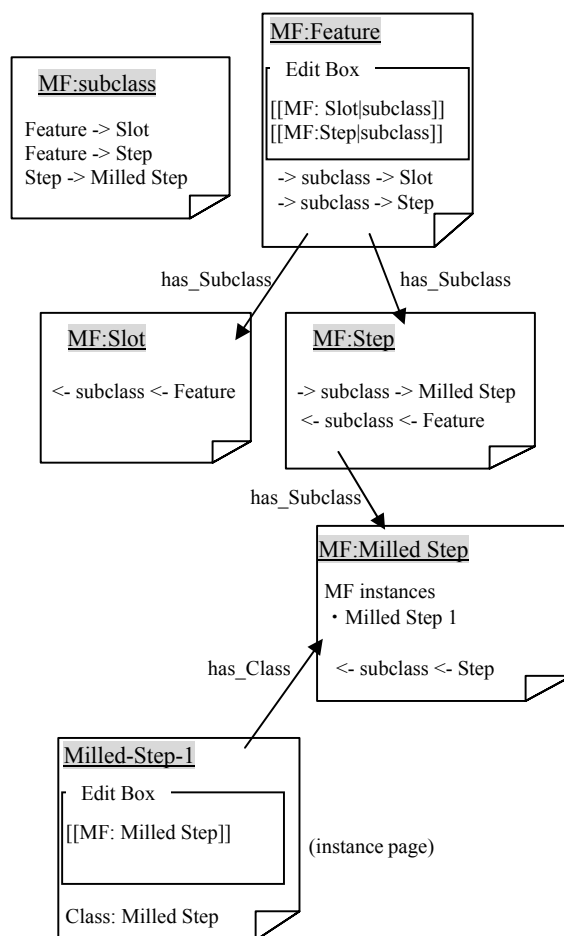 MF:subclass
Feature -> Slot
Feature -> Step
Step -> Milled Step
MF:Feature
Edit Box
[[MF: Slot|subclass]]
[[MF:Step|subclass]]
-> subclass -> Slot
-> subclass -> Step
has_Subclass
has_Subclass
MF:Slot
<- subclass <- Feature
MF:Step
-> subclass -> Milled Step
<- subclass <- Feature
has_Subclass
MF:Milled Step
MF instances
・Milled Step 1
<- subclass <- Step
has_Class
Milled-Step-1
Edit Box
[[MF: Milled Step]]
Class: Milled Step
(instance page)